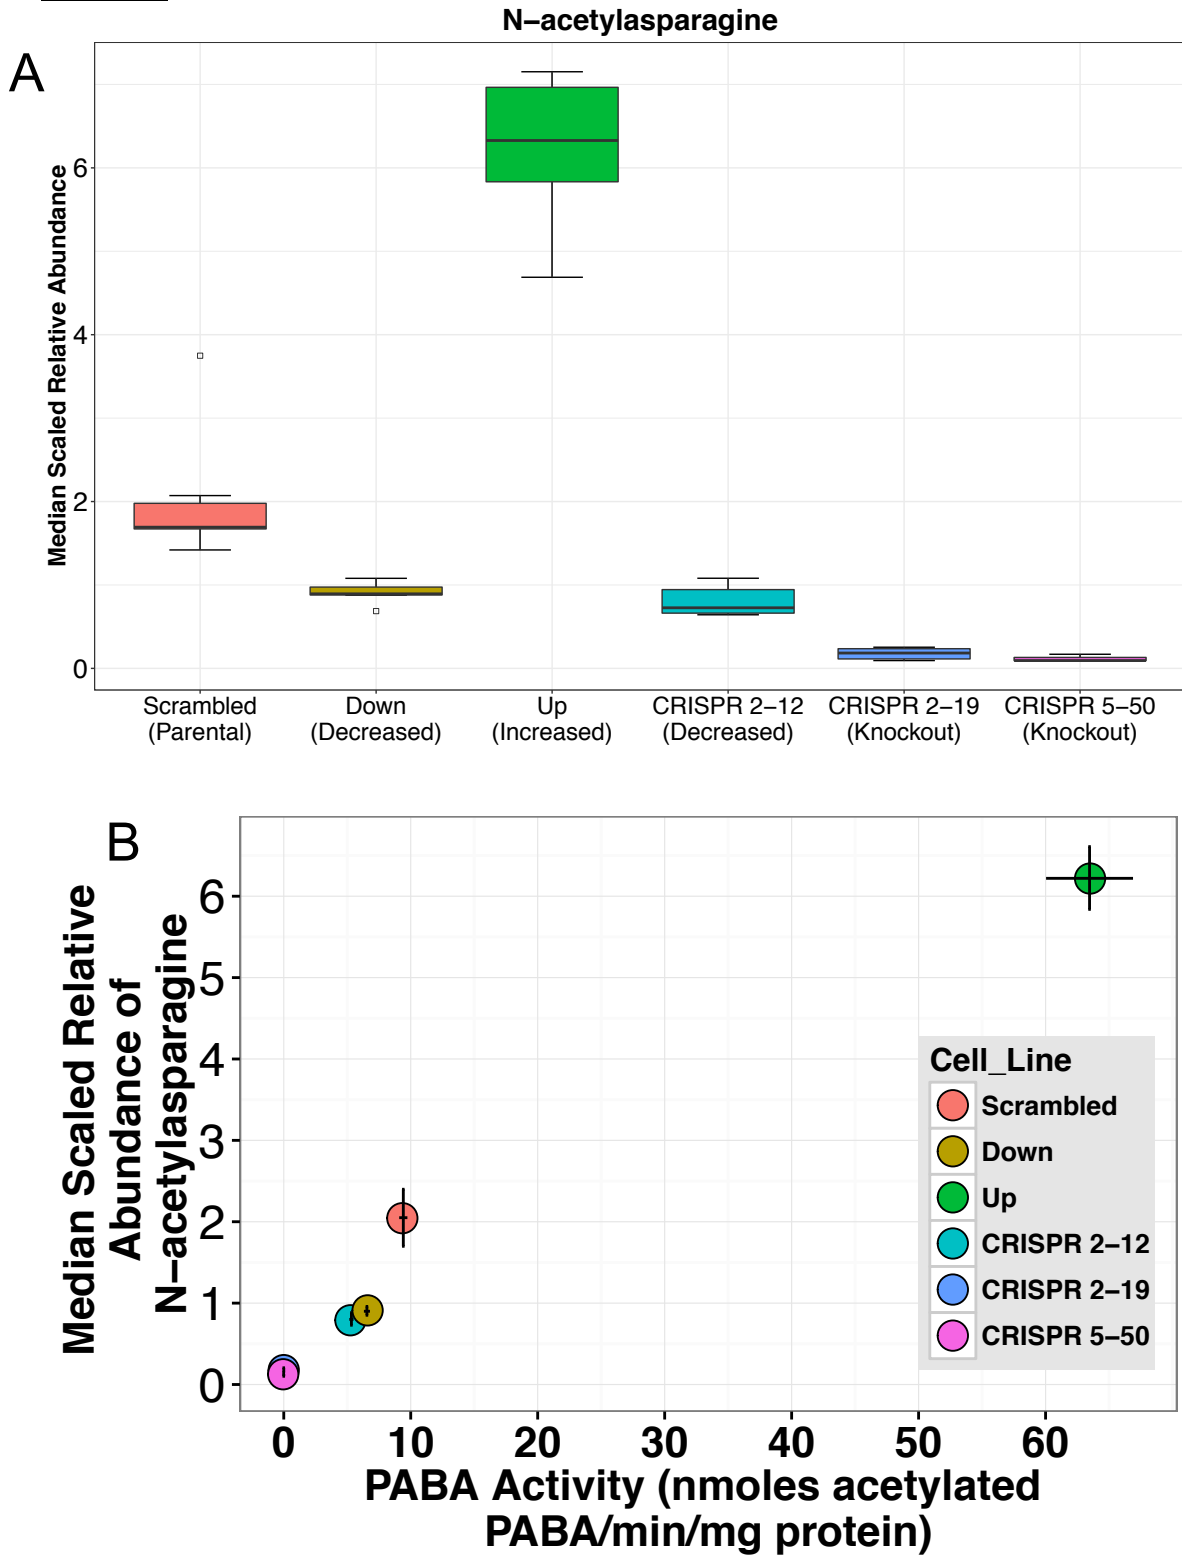 N–acetylasparagine
A
Median Scaled Relative Abundance
6
4
2
0
Scrambled
(Parental)
Down
(Decreased)
Up
(Increased)
CRISPR 2–12
(Decreased)
CRISPR 2–19
(Knockout)
CRISPR 5–50
(Knockout)
B
Median Scaled Relative
Abundance of
N–acetylasparagine
6
5
4
3
2
1
0
Cell_Line
Scrambled
Down
Up
CRISPR 2–12
CRISPR 2–19
CRISPR 5–50
0 10 20 30 40 50 60
PABA Activity (nmoles acetylated
PABA/min/mg protein)